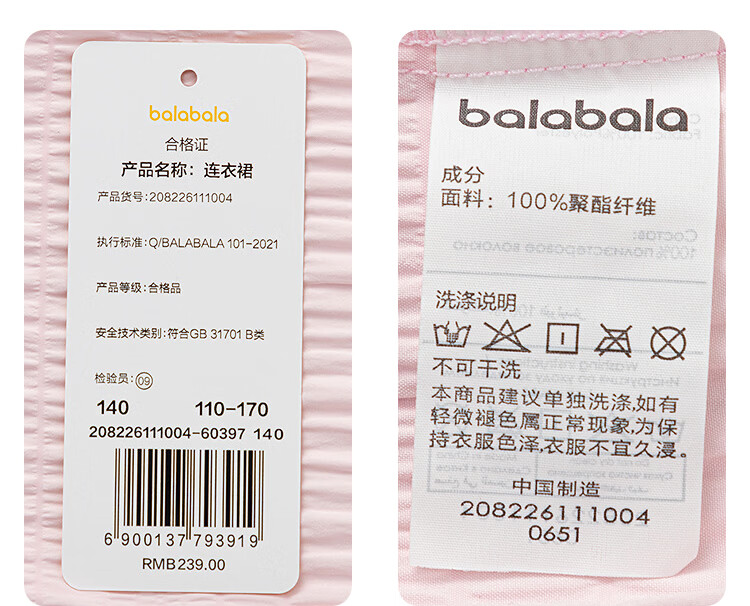 balabala
合格证
产品名称：连衣裙
产品货号：208226111004
执行标准：Q/BALABALA 101-2021
产品等级：合格品
安全技术类别：符合GB 31701 B类
检验员：09
140 110-170
208226111004-60397 140
6 900137 793919
RMB239.00
balabala
成分
面料：100%聚酯纤维
洗涤说明
不可干洗
本商品建议单独洗涤,如有
轻微褪色属正常现象,为保
持衣服色泽,衣服不宜久浸。
中国制造
208226111004
0651